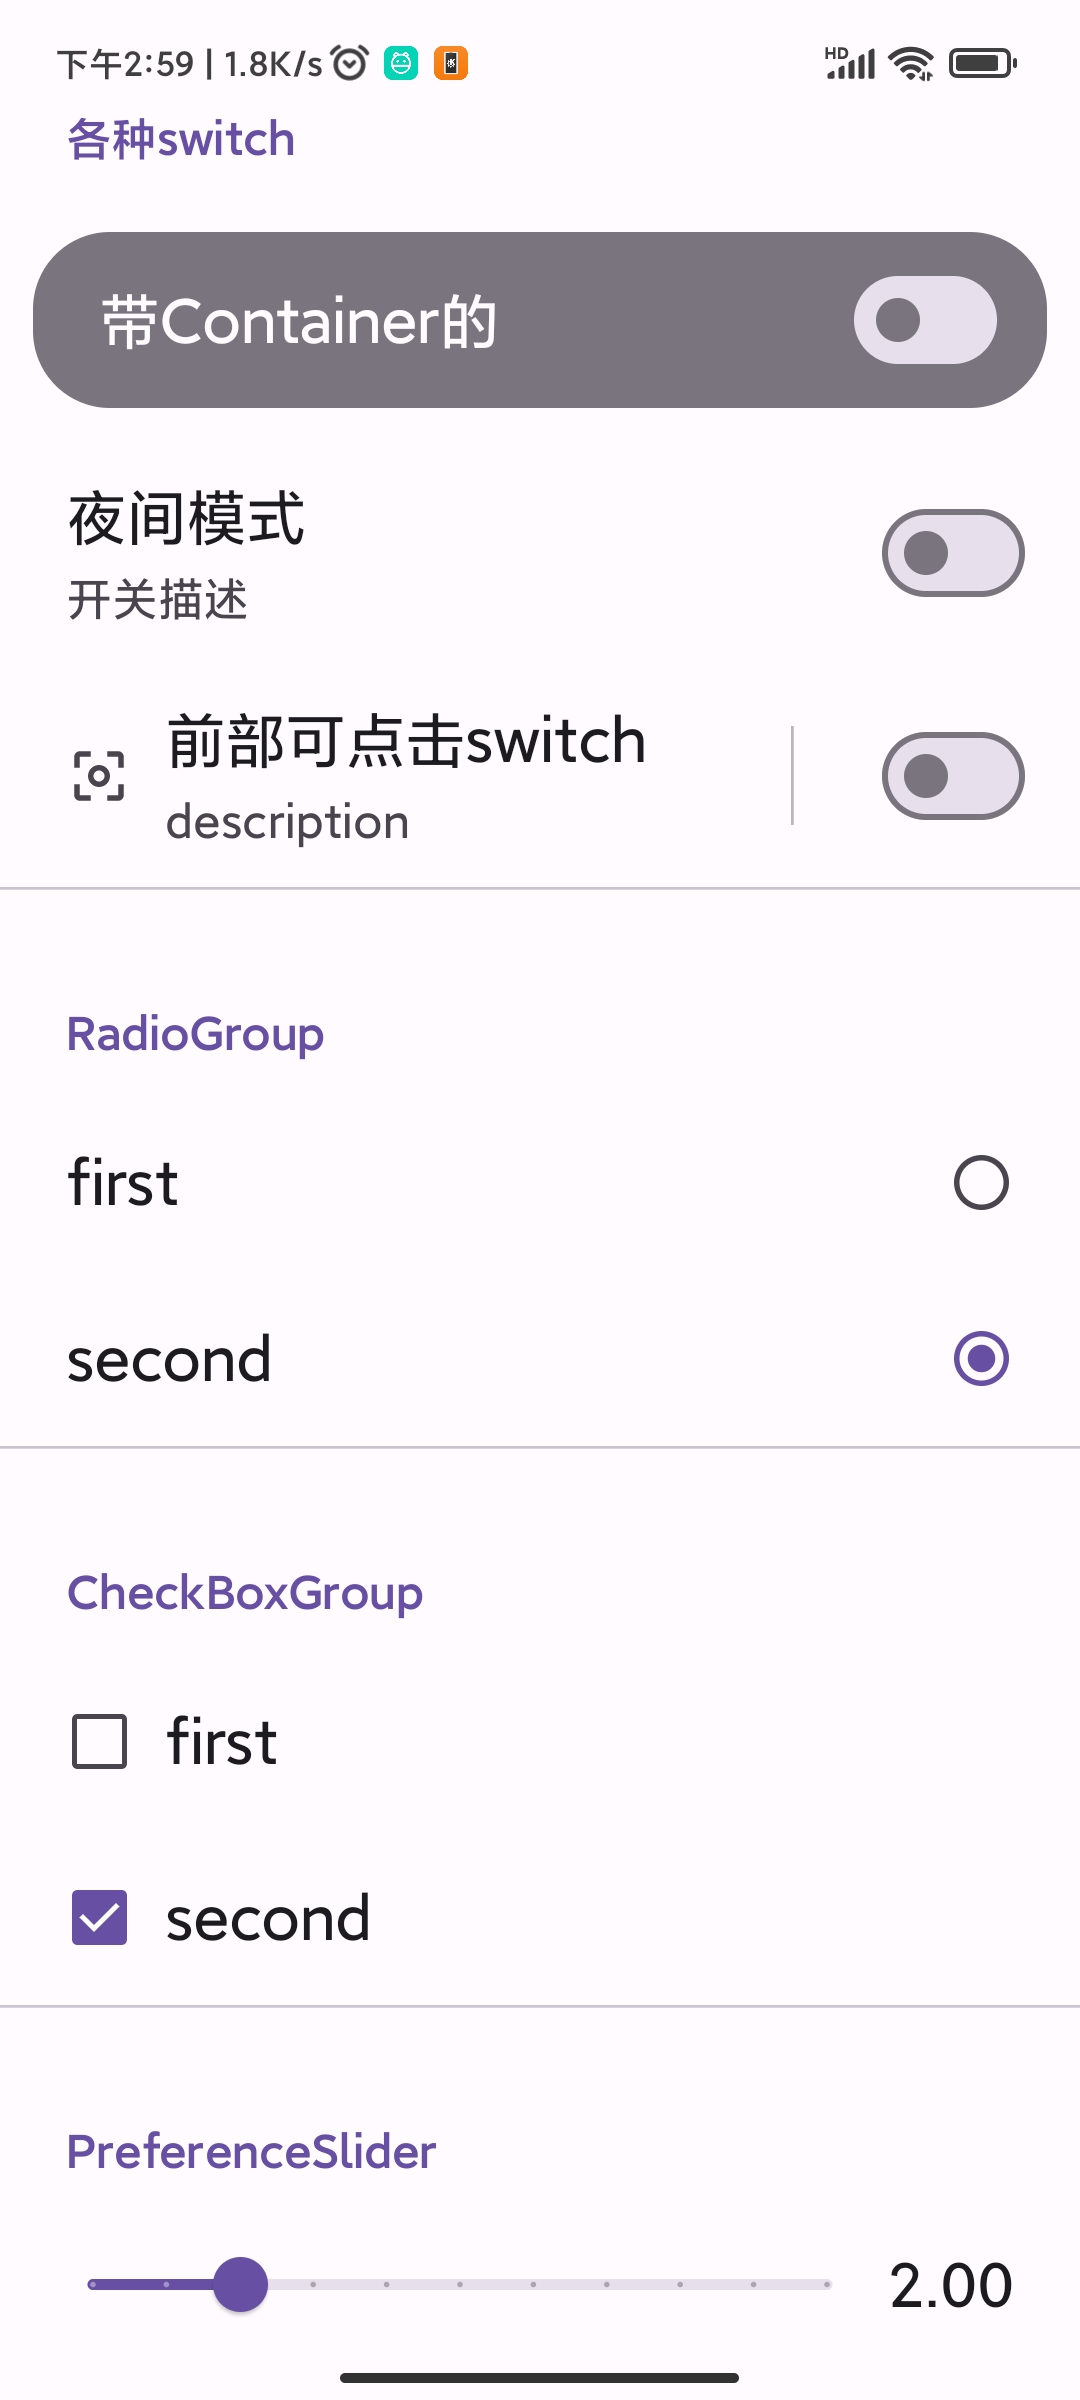 下午2:59 | 1.8K/s
HD
各种switch
带Container的
夜间模式
开关描述
前部可点击switch
description
RadioGroup
first
second
CheckBoxGroup
first
second
PreferenceSlider
2.00